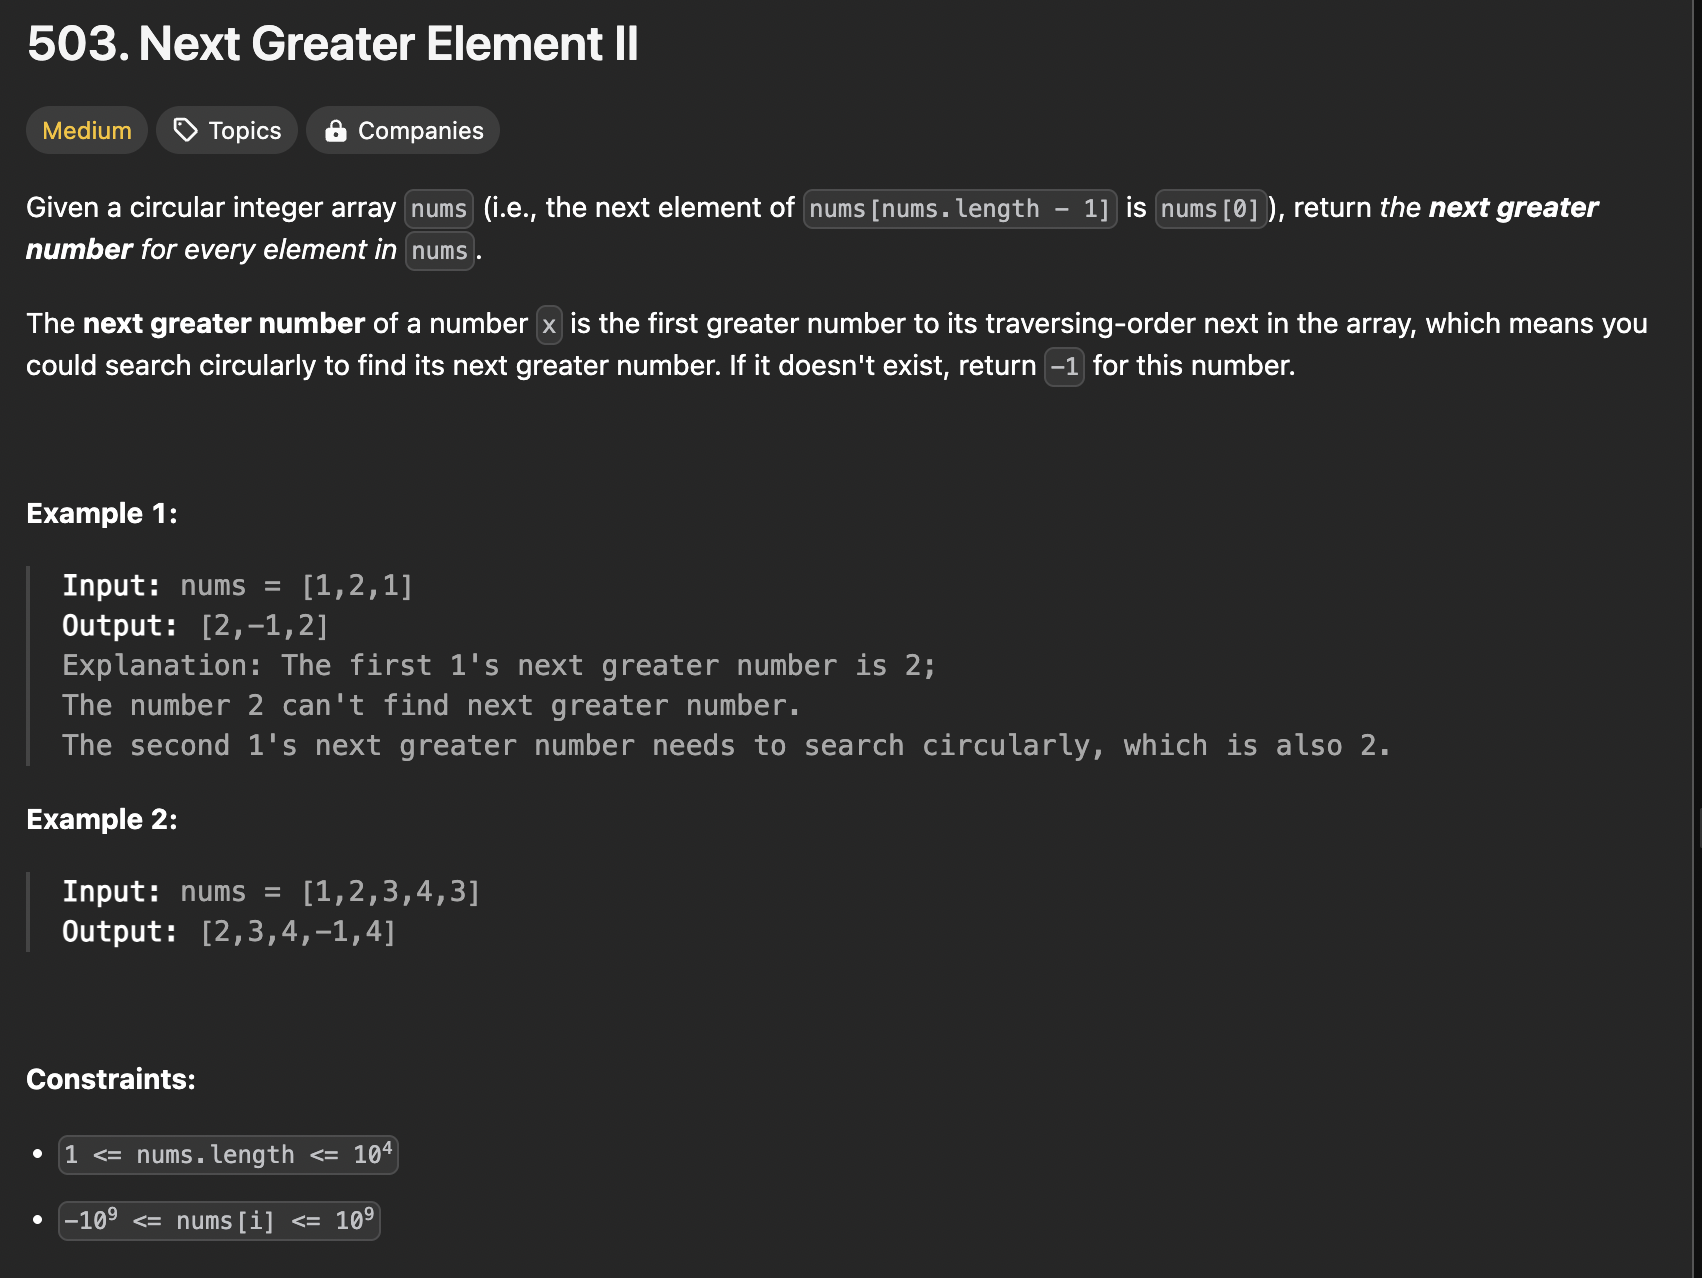 503. Next Greater Element II
Medium Topics Companies
Given a circular integer array nums (i.e., the next element of nums[nums.length - 1] is nums[0]), return the next greater
number for every element in nums.
The next greater number of a number x is the first greater number to its traversing-order next in the array, which means you
could search circularly to find its next greater number. If it doesn't exist, return -1 for this number.
Example 1:
Input: nums = [1,2,1]
Output: [2,-1,2]
Explanation: The first 1's next greater number is 2;
The number 2 can't find next greater number.
The second 1's next greater number needs to search circularly, which is also 2.
Example 2:
Input: nums = [1,2,3,4,3]
Output: [2,3,4,-1,4]
Constraints:
• 1 <= nums.length <= 10⁴
• -10⁹ <= nums[i] <= 10⁹